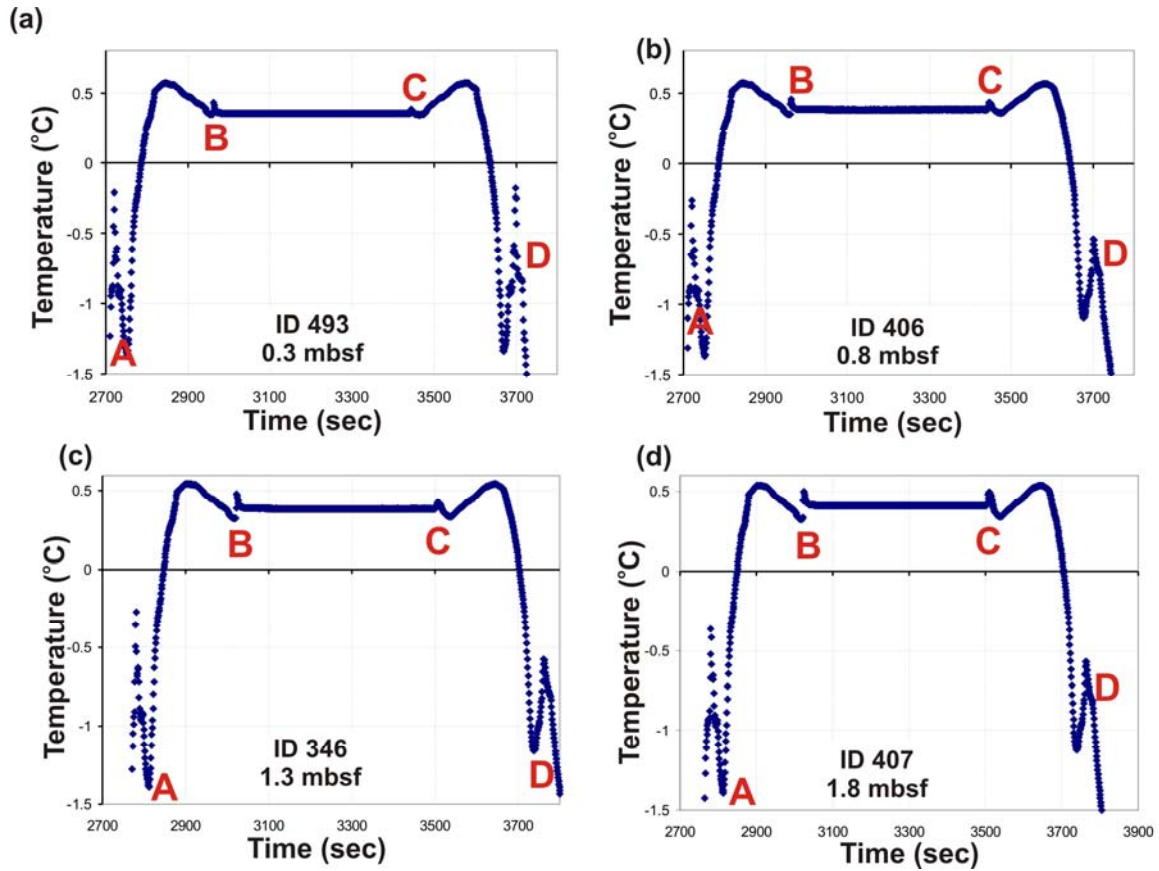 (a)
Temperature (°C)
0.5
0
-0.5
-1
-1.5
B
C
A
D
ID 493
0.3 mbsf
2700 2900 3100 3300 3500 3700
Time (sec)
(b)
Temperature (°C)
0.5
0
-0.5
-1
-1.5
B
C
A
D
ID 406
0.8 mbsf
2700 2900 3100 3300 3500 3700
Time (sec)
(c)
Temperature (°C)
0.5
0
-0.5
-1
-1.5
B
C
A
D
ID 346
1.3 mbsf
2700 2900 3100 3300 3500 3700
Time (sec)
(d)
Temperature (°C)
0.5
0
-0.5
-1
-1.5
B
C
A
D
ID 407
1.8 mbsf
2700 2900 3100 3300 3500 3700 3900
Time (sec)